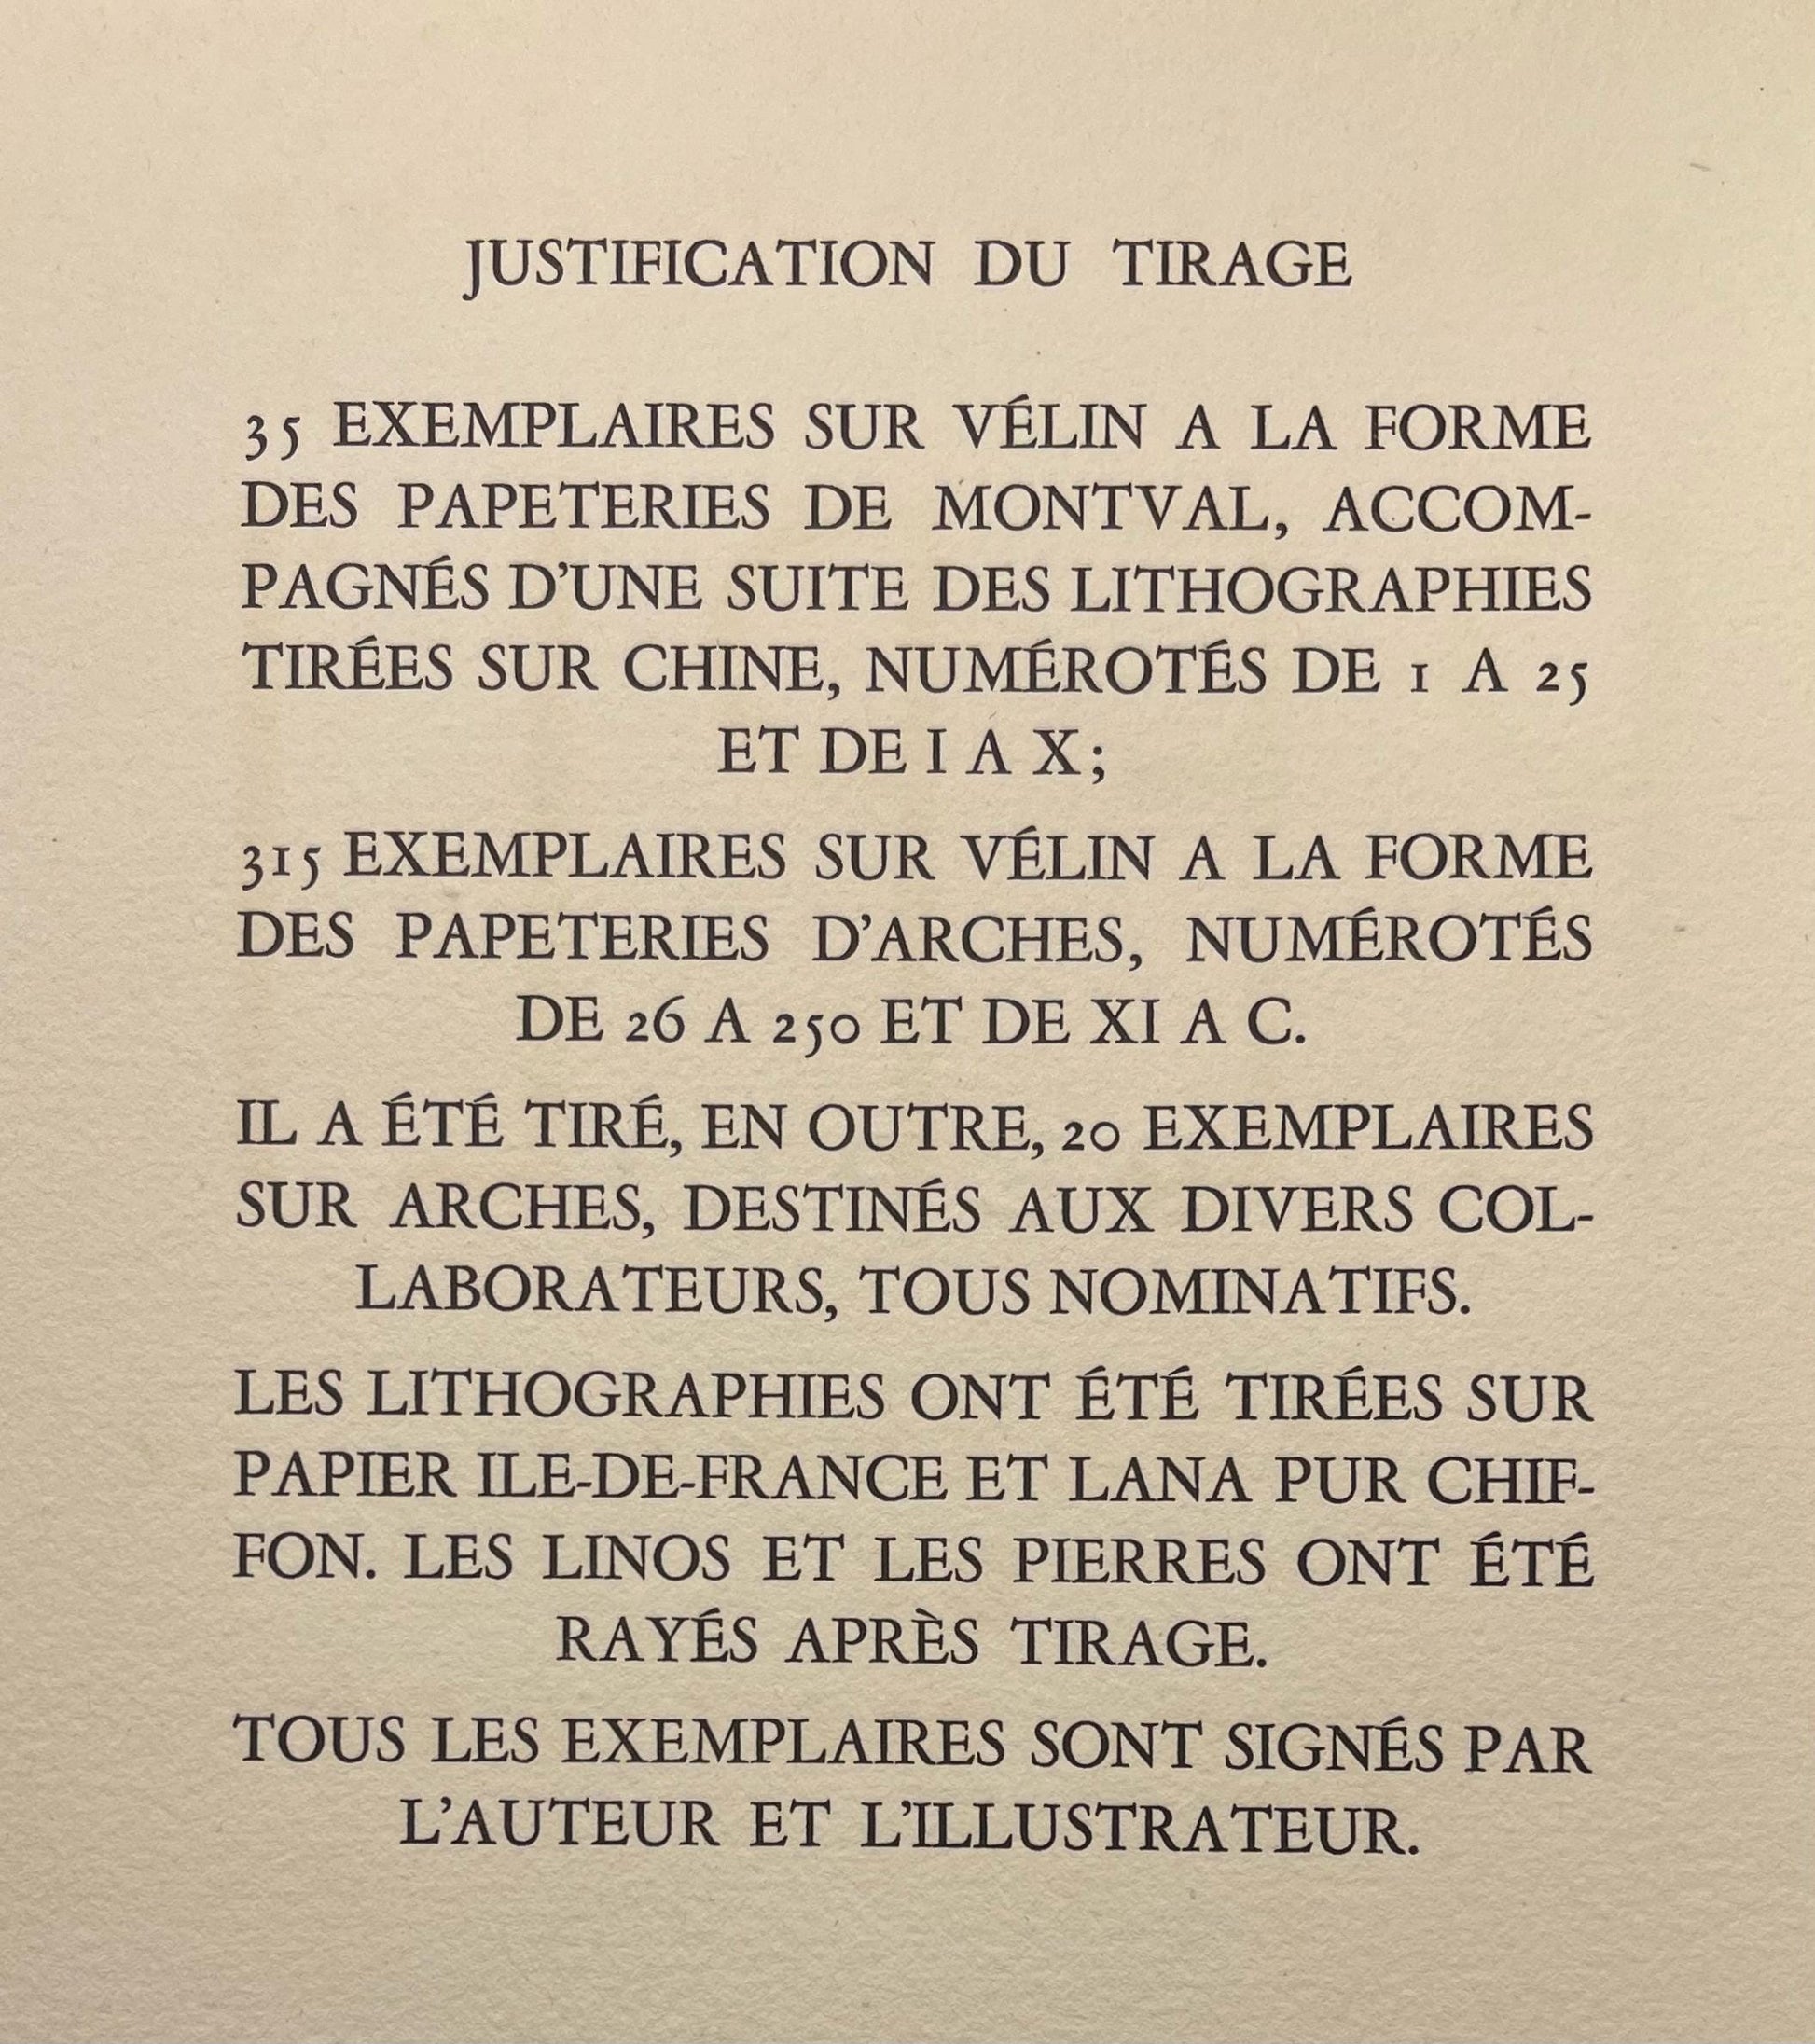 JUSTIFICATION DU TIRAGE
35 EXEMPLAIRES SUR VÉLIN A LA FORME
DES PAPETERIES DE MONTVAL, ACCOM-
PAGNÉS D'UNE SUITE DES LITHOGRAPHIES
TIRÉES SUR CHINE, NUMÉROTÉS DE 1 A 25
ET DE I A X;
315 EXEMPLAIRES SUR VÉLIN A LA FORME
DES PAPETERIES D'ARCHES, NUMÉROTÉS
DE 26 A 250 ET DE XI A C.
IL A ÉTÉ TIRÉ, EN OUTRE, 20 EXEMPLAIRES
SUR ARCHES, DESTINÉS AUX DIVERS COL-
LABORATEURS, TOUS NOMINATIFS.
LES LITHOGRAPHIES ONT ÉTÉ TIRÉES SUR
PAPIER ILE-DE-FRANCE ET LANA PUR CHIF-
FON. LES LINOS ET LES PIERRES ONT ÉTÉ
RAYÉS APRÈS TIRAGE.
TOUS LES EXEMPLAIRES SONT SIGNÉS PAR
L'AUTEUR ET L'ILLUSTRATEUR.